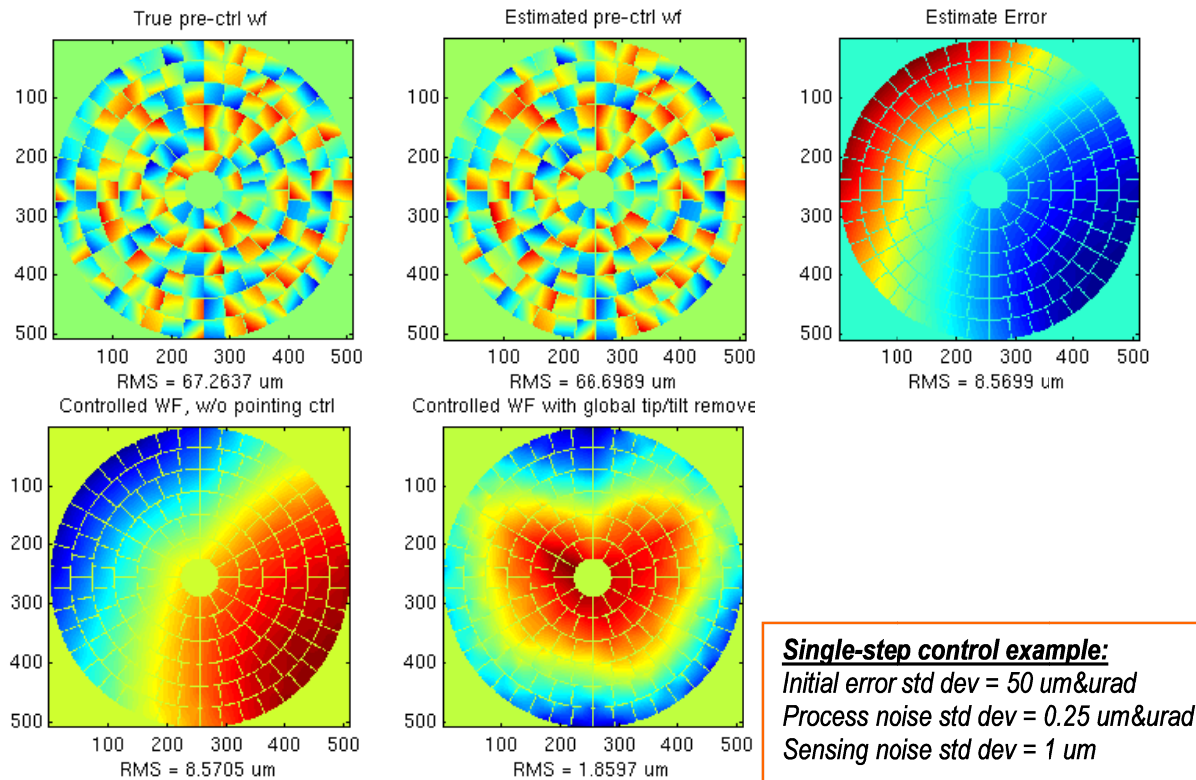 True pre-ctrl wf
Estimated pre-ctrl wf
Estimate Error
100
200
300
400
500
100 200 300 400 500
RMS = 67.2637 um
100
200
300
400
500
100 200 300 400 500
RMS = 66.6989 um
100
200
300
400
500
100 200 300 400 500
RMS = 8.5699 um
Controlled WF, w/o pointing ctrl
Controlled WF with global tip/tilt remove
100
200
300
400
500
100 200 300 400 500
RMS = 8.5705 um
100
200
300
400
500
100 200 300 400 500
RMS = 1.8597 um
Single-step control example:
Initial error std dev = 50 um&urad
Process noise std dev = 0.25 um&urad
Sensing noise std dev = 1 um